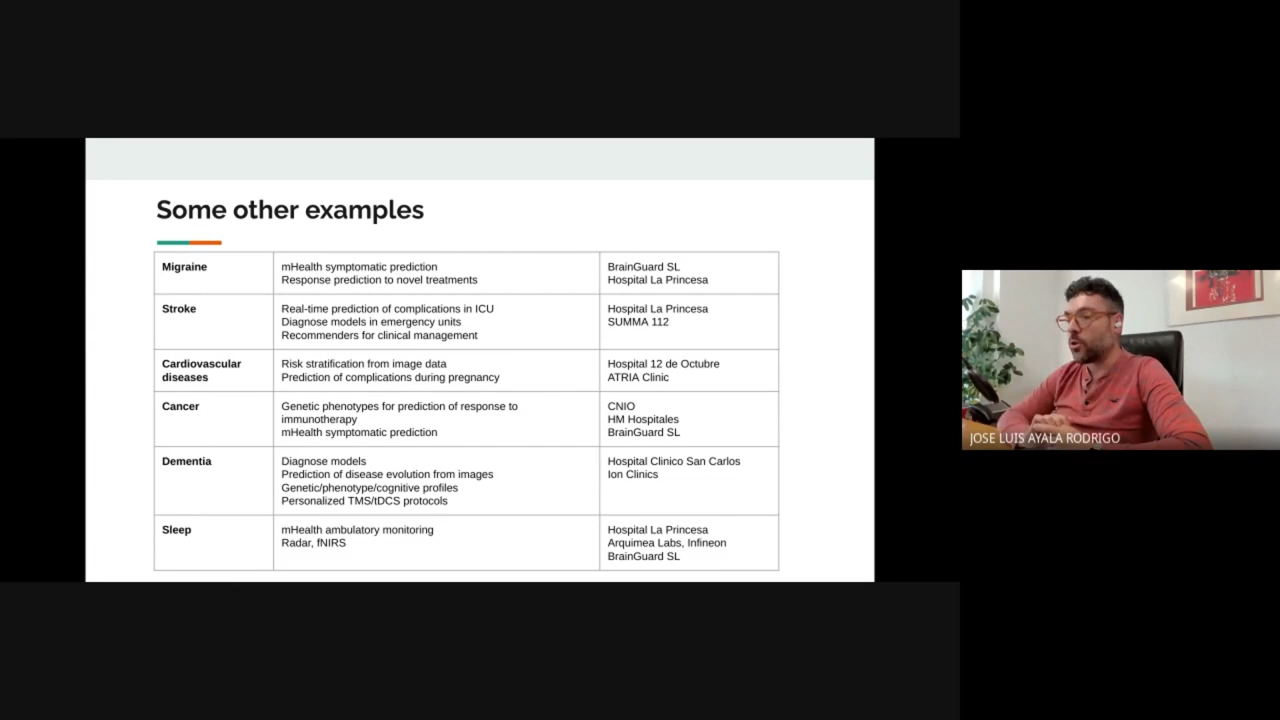 Some other examples
Migraine
mHealth symptomatic prediction
Response prediction to novel treatments
BrainGuard SL
Hospital La Princesa
Stroke
Real-time prediction of complications in ICU
Diagnose models in emergency units
Recommenders for clinical management
Hospital La Princesa
SUMMA 112
Cardiovascular
diseases
Risk stratification from image data
Prediction of complications during pregnancy
Hospital 12 de Octubre
ATRIA Clinic
Cancer
Genetic phenotypes for prediction of response to
immunotherapy
mHealth symptomatic prediction
CNIO
HM Hospitales
BrainGuard SL
Dementia
Diagnose models
Prediction of disease evolution from images
Genetic/phenotype/cognitive profiles
Personalized TMS/tDCS protocols
Hospital Clinico San Carlos
Ion Clinics
Sleep
mHealth ambulatory monitoring
Radar, fNIRS
Hospital La Princesa
Arquimea Labs, Infineon
BrainGuard SL
JOSE LUIS AYALA RODRIGO